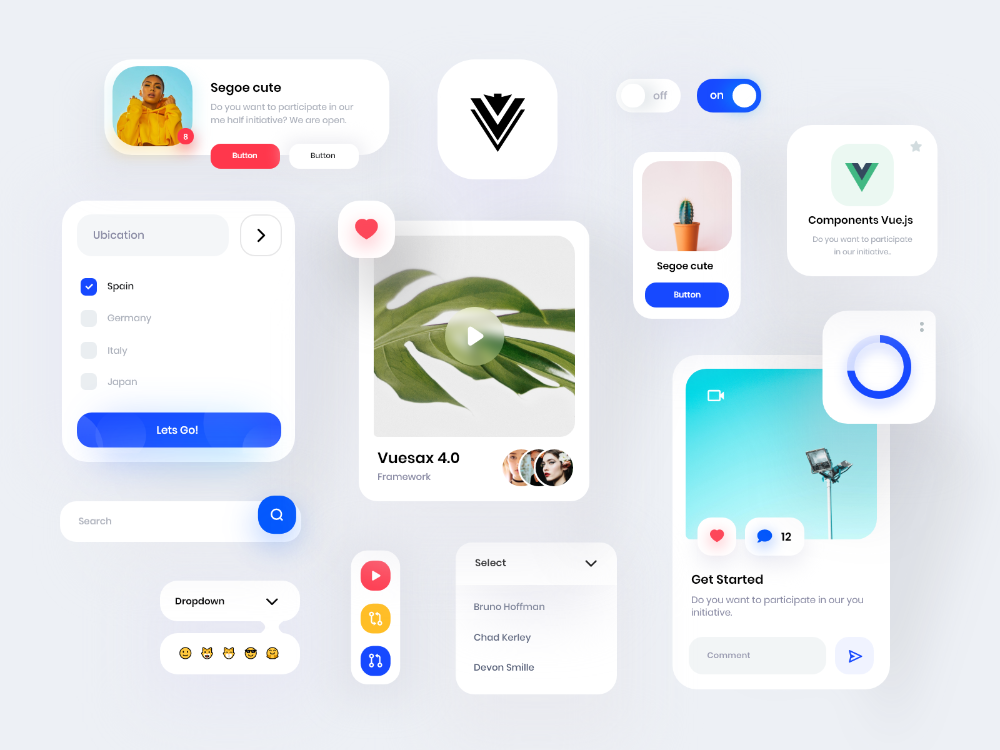 Segoe cute
Do you want to participate in our
me half initiative? We are open.
8
Button
Button
off
on
Components Vue.js
Do you want to participate
in our initiative..
Segoe cute
Button
Ubication
Spain
Germany
Italy
Japan
Lets Go!
Vuesax 4.0
Framework
Search
Dropdown
Select
Bruno Hoffman
Chad Kerley
Devon Smille
12
Get Started
Do you want to participate in our you
initiative.
Comment